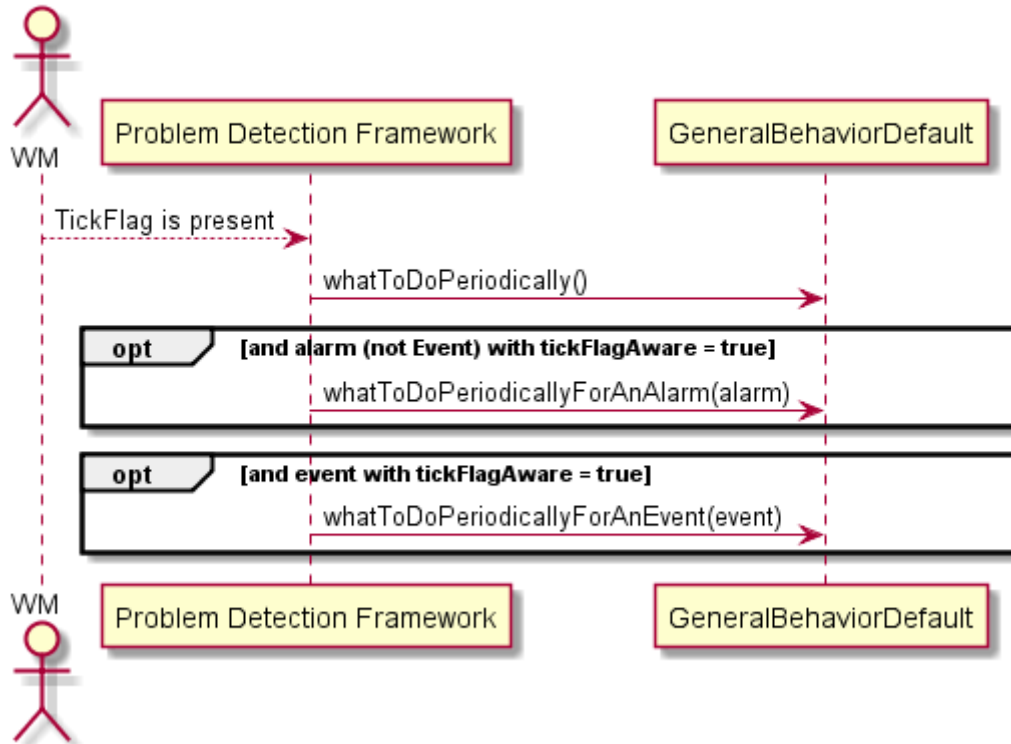 WM
Problem Detection Framework
GeneralBehaviorDefault
TickFlag is present
whatToDoPeriodically()
opt [and alarm (not Event) with tickFlagAware = true]
whatToDoPeriodicallyForAnAlarm(alarm)
opt [and event with tickFlagAware = true]
whatToDoPeriodicallyForAnEvent(event)
WM
Problem Detection Framework
GeneralBehaviorDefault